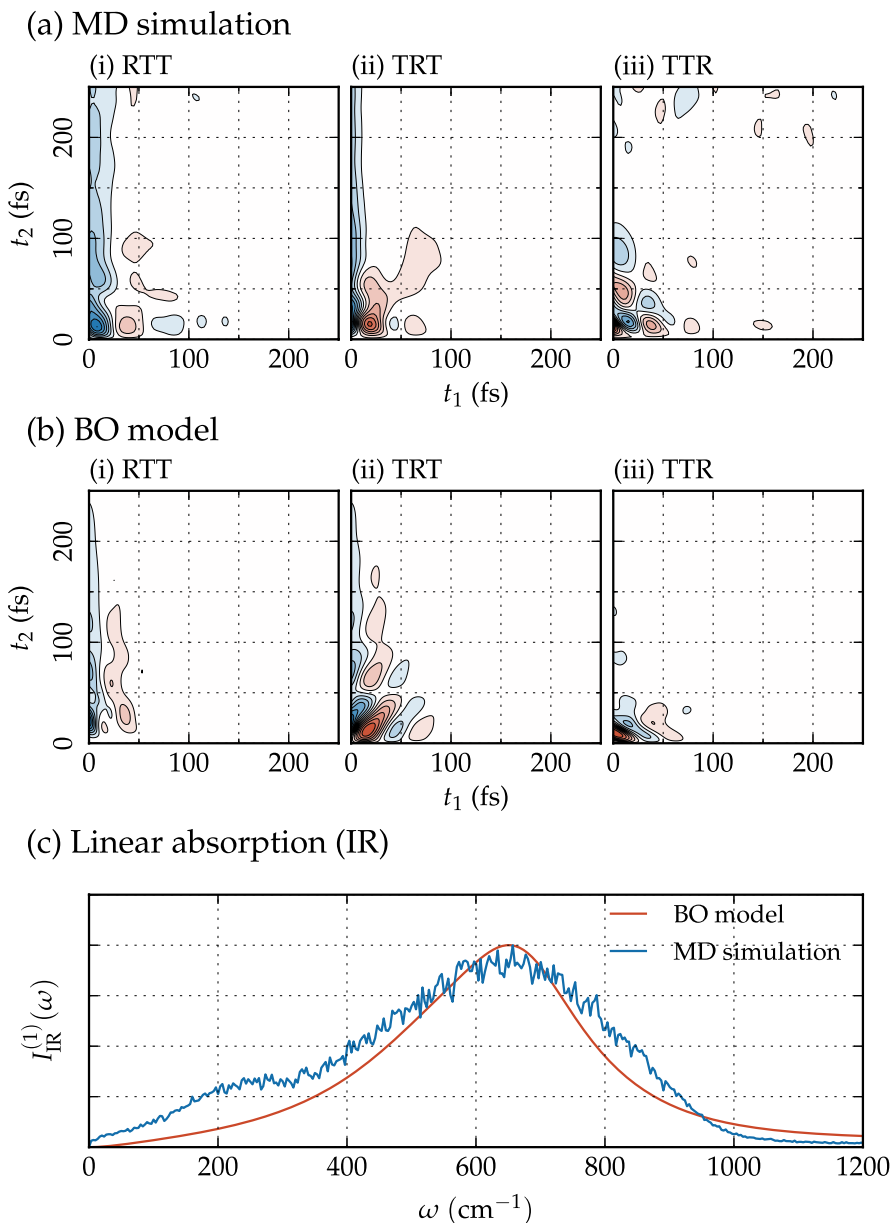 (a) MD simulation
(i) RTT
(ii) TRT
(iii) TTR
t₂ (fs)
200
100
0
0 100 200
0 100 200
0 100 200
t₁ (fs)
(b) BO model
(i) RTT
(ii) TRT
(iii) TTR
t₂ (fs)
200
100
0
0 100 200
0 100 200
0 100 200
t₁ (fs)
(c) Linear absorption (IR)
BO model
MD simulation
I_IR^(1)(ω)
0 200 400 600 800 1000 1200
ω (cm⁻¹)